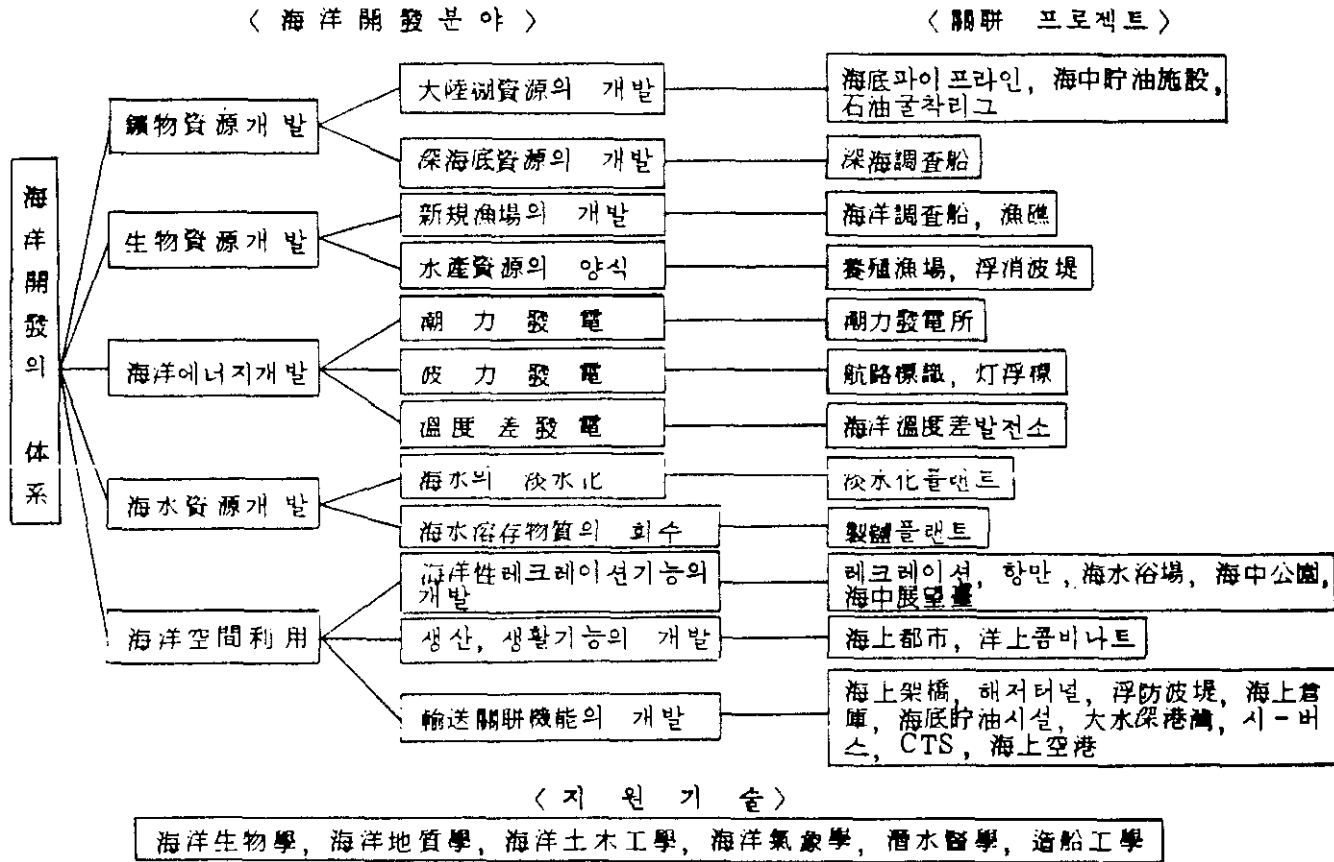 〈 海洋開發분야 〉
〈 關聯 프로젝트 〉
海洋開發의 体系
鑛物資源개발
大陸棚資源의 개발
海底파이프라인, 海中貯油施設,
石油굴착리그
深海底資源의 개발
深海調査船
生物資源개발
新規漁場의 개발
海洋調査船, 漁礁
水産資源의 양식
養殖漁場, 浮消波堤
海洋에너지개발
潮力發電
潮力發電所
波力發電
航路標識, 灯浮標
溫度差發電
海洋溫度差발전소
海水資源개발
海水의 淡水化
淡水化플랜트
海水溶存物質의 회수
製鹽플랜트
海洋空間利用
海洋性레크레이션기능의
개발
레크레이션, 항만, 海水浴場, 海中公園,
海中展望臺
생산, 생활기능의 개발
海上都市, 洋上콤비나트
輸送關聯機能의 개발
海上架橋, 해저터널, 浮防波堤, 海上倉
庫, 海底貯油시설, 大水深港灣, 시-버
스, CTS, 海上空港
〈 지원기술 〉
海洋生物學, 海洋地質學, 海洋土木工學, 海洋氣象學, 潛水醫學, 造船工學